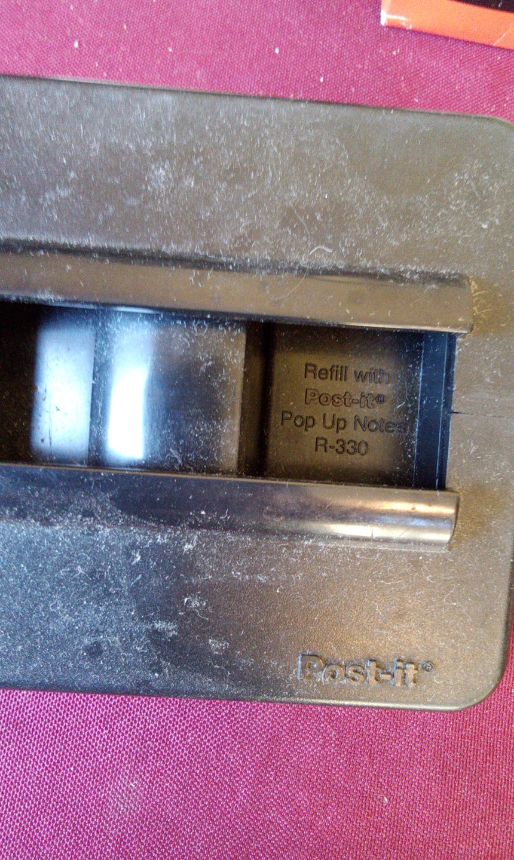 Refill with
Post-it®
Pop Up Notes
R-330
Post-it®